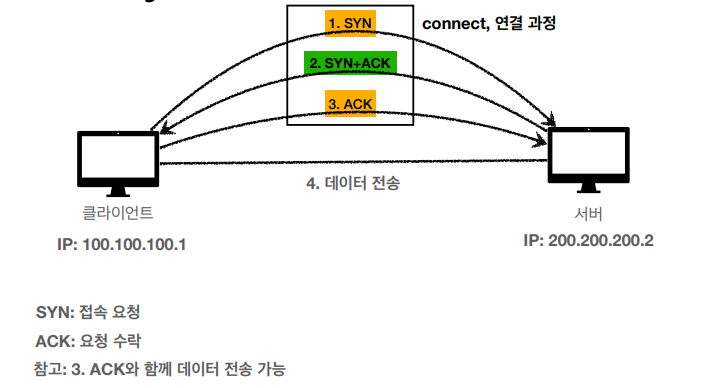 1. SYN
connect, 연결 과정
2. SYN+ACK
3. ACK
4. 데이터 전송
클라이언트
서버
IP: 100.100.100.1
IP: 200.200.200.2
SYN: 접속 요청
ACK: 요청 수락
참고: 3. ACK와 함께 데이터 전송 가능